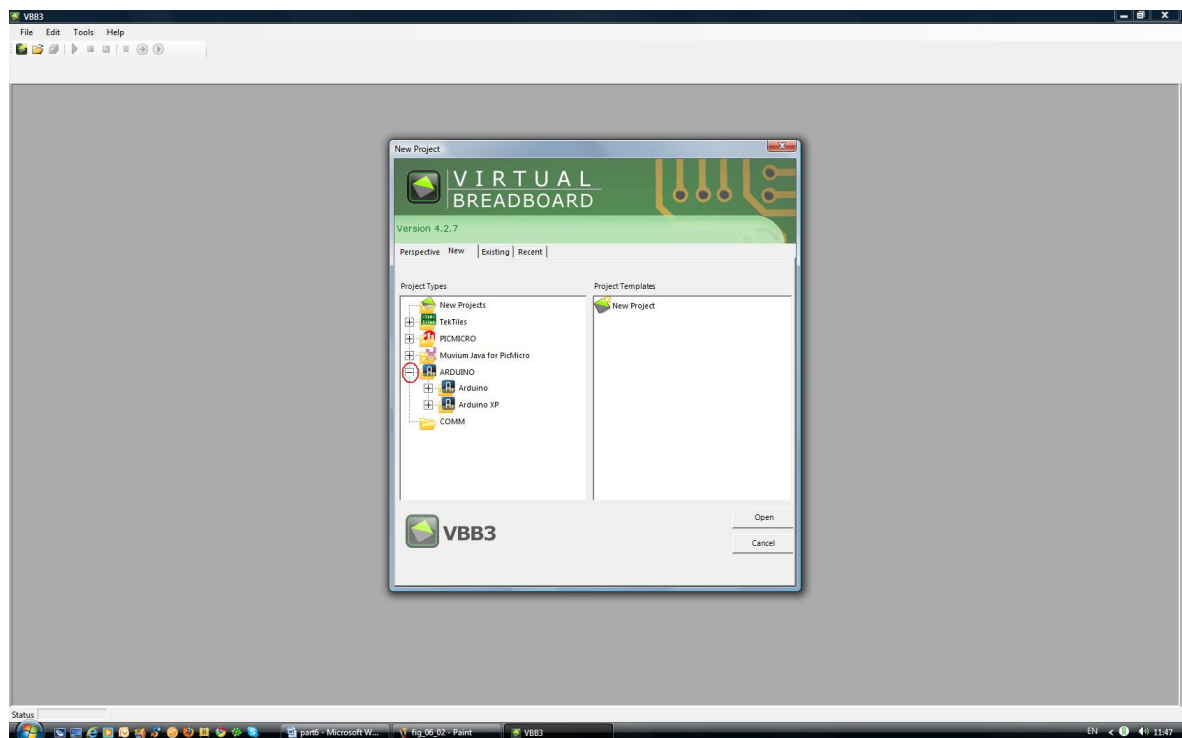 VBB3
File Edit Tools Help
New Project
VIRTUAL
BREADBOARD
Version 4.2.7
Perspective New Existing Recent
Project Types Project Templates
New Projects New Project
TekTiles
PICMICRO
Muvium Java for PicMicro
ARDUINO
Arduino
Arduino XP
COMM
Open
VBB3
Cancel
Status
part6 - Microsoft W... fig_06_02 - Paint VBB3 EN 11:47